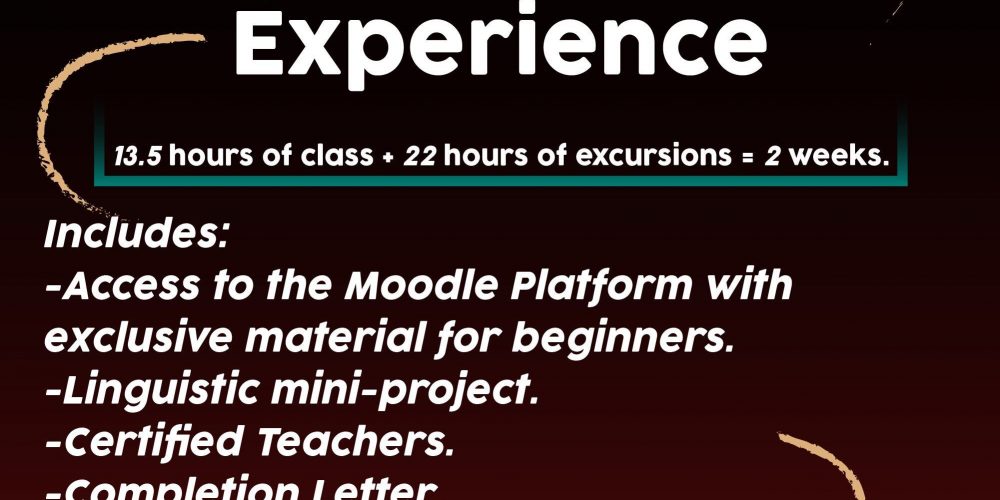 Experience
13.5 hours of class + 22 hours of excursions = 2 weeks.
Includes:
-Access to the Moodle Platform with
exclusive material for beginners.
-Linguistic mini-project.
-Certified Teachers.
-Completion Letter